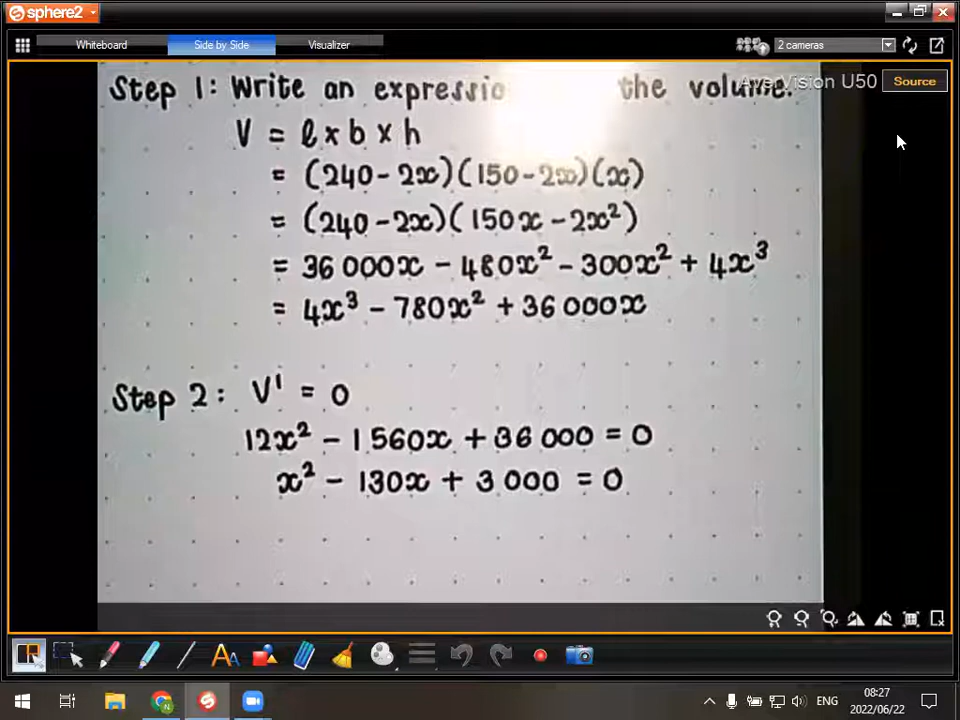 sphere2
Whiteboard Side by Side Visualizer 2 cameras
Step 1: Write an expressio the volume.
AverVision U50 Source
V = l x b x h
= (240 - 2x)(150 - 2x)(x)
= (240 - 2x)(150x - 2x²)
= 36 000x - 480x² - 300x² + 4x³
= 4x³ - 780x² + 36 000x
Step 2: V' = 0
12x² - 1 560x + 36 000 = 0
x² - 130x + 3 000 = 0
ENG 08:27
2022/06/22